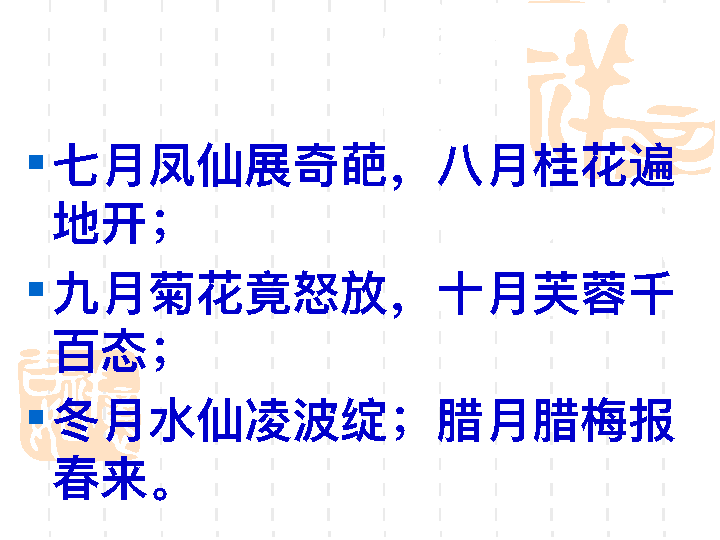 七月凤仙展奇葩，八月桂花遍
地开；
九月菊花竟怒放，十月芙蓉千
百态；
冬月水仙凌波绽；腊月腊梅报
春来。